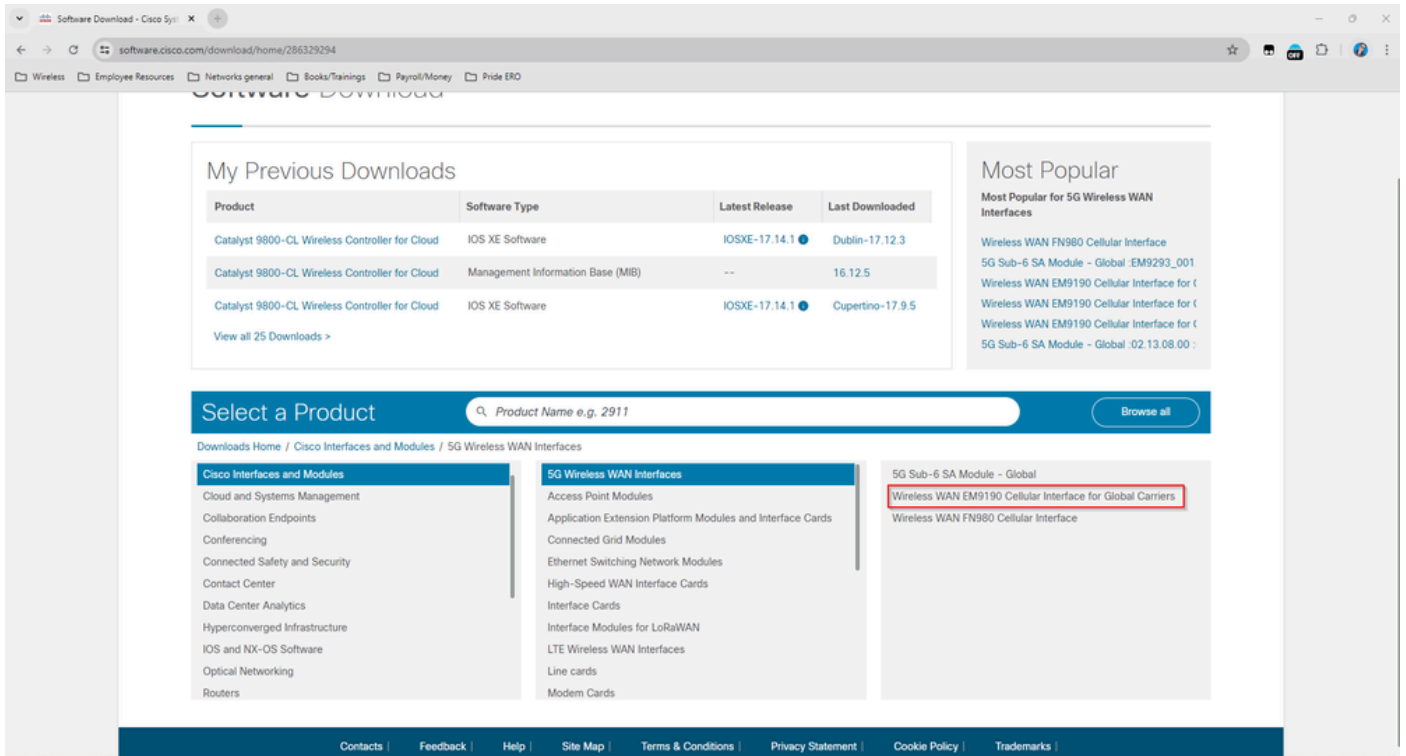 Software Download - Cisco Syst
software.cisco.com/download/home/286329294
Wireless Employee Resources Networks general Books/Trainings Payroll/Money Pride ERO
OFF
Software Download
My Previous Downloads
Product Software Type Latest Release Last Downloaded
Catalyst 9800-CL Wireless Controller for Cloud IOS XE Software IOSXE-17.14.1 Dublin-17.12.3
Catalyst 9800-CL Wireless Controller for Cloud Management Information Base (MIB) -- 16.12.5
Catalyst 9800-CL Wireless Controller for Cloud IOS XE Software IOSXE-17.14.1 Cupertino-17.9.5
View all 25 Downloads >
Most Popular
Most Popular for 5G Wireless WAN
Interfaces
Wireless WAN FN980 Cellular Interface
5G Sub-6 SA Module - Global :EM9293_001
Wireless WAN EM9190 Cellular Interface for (
Wireless WAN EM9190 Cellular Interface for (
Wireless WAN EM9190 Cellular Interface for (
5G Sub-6 SA Module - Global :02.13.08.00 :
Select a Product
Product Name e.g. 2911
Browse all
Downloads Home / Cisco Interfaces and Modules / 5G Wireless WAN Interfaces
Cisco Interfaces and Modules
Cloud and Systems Management
Collaboration Endpoints
Conferencing
Connected Safety and Security
Contact Center
Data Center Analytics
Hyperconverged Infrastructure
IOS and NX-OS Software
Optical Networking
Routers
5G Wireless WAN Interfaces
Access Point Modules
Application Extension Platform Modules and Interface Cards
Connected Grid Modules
Ethernet Switching Network Modules
High-Speed WAN Interface Cards
Interface Cards
Interface Modules for LoRaWAN
LTE Wireless WAN Interfaces
Line cards
Modem Cards
5G Sub-6 SA Module - Global
Wireless WAN EM9190 Cellular Interface for Global Carriers
Wireless WAN FN980 Cellular Interface
Contacts | Feedback | Help | Site Map | Terms & Conditions | Privacy Statement | Cookie Policy | Trademarks |